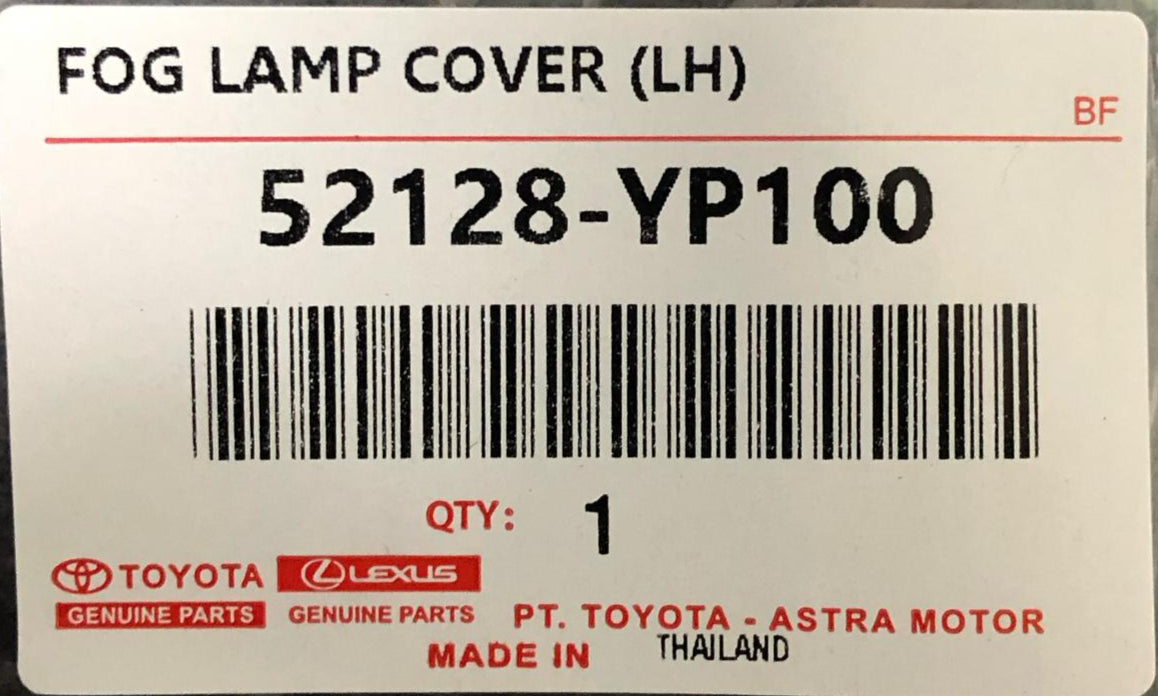 FOG LAMP COVER (LH)
BF
52128-YP100
QTY: 1
TOYOTA LEXUS
GENUINE PARTS GENUINE PARTS PT. TOYOTA - ASTRA MOTOR
MADE IN THAILAND